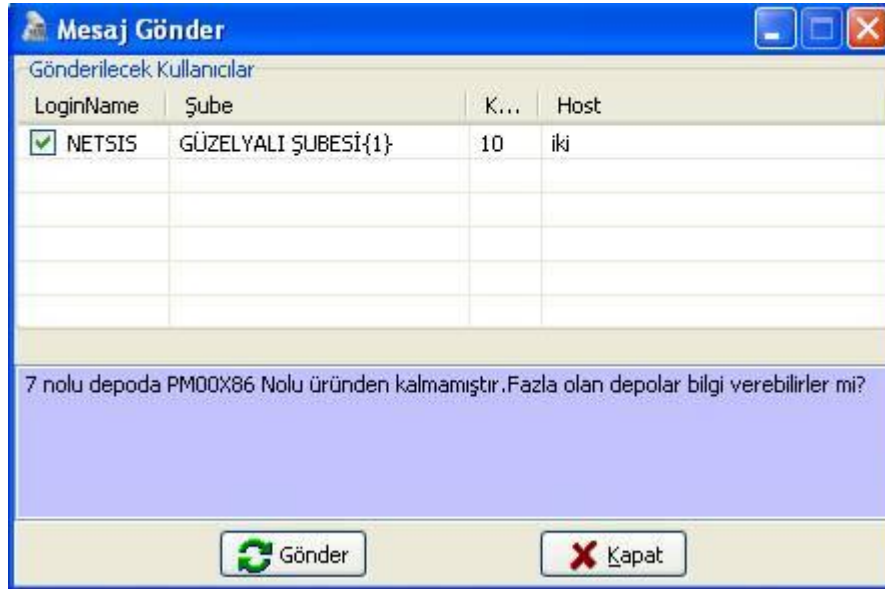 Mesaj Gönder
Gönderilecek Kullanıcılar
LoginName Şube K... Host
NETSIS GÜZELYALI ŞUBESİ{1} 10 iki
7 nolu depoda PM00X86 Nolu üründen kalmamıştır.Fazla olan depolar bilgi verebilirler mi?
Gönder Kapat